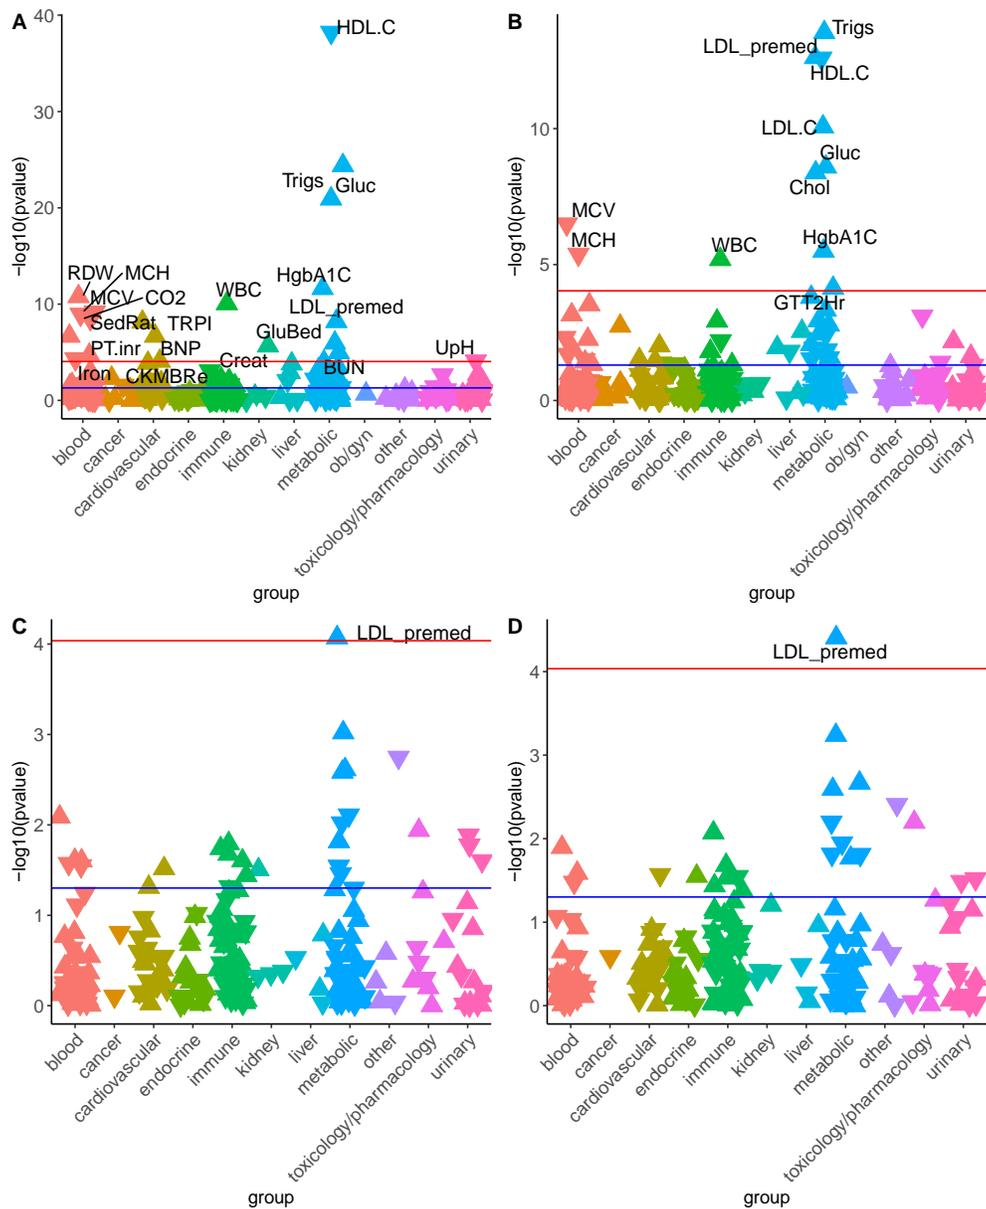 A
40
30
20
10
0
−log10(pvalue)
HDL.C
Trigs
Gluc
RDW
MCH
HgbA1C
WBC
MCV
CO2
LDL_premed
SedRat
TRPI
GluBed
PT.inr
BNP
UpH
Creat
BUN
Iron
CKMBRe
blood
cancer
cardiovascular
endocrine
immune
kidney
liver
metabolic
ob/gyn
other
toxicology/pharmacology
urinary
group
B
10
5
0
−log10(pvalue)
Trigs
LDL_premed
HDL.C
LDL.C
Gluc
Chol
MCV
MCH
WBC
HgbA1C
GTT2Hr
blood
cancer
cardiovascular
endocrine
immune
kidney
liver
metabolic
ob/gyn
other
toxicology/pharmacology
urinary
group
C
4
3
2
1
0
−log10(pvalue)
LDL_premed
blood
cancer
cardiovascular
endocrine
immune
kidney
liver
metabolic
other
toxicology/pharmacology
urinary
group
D
4
3
2
1
0
−log10(pvalue)
LDL_premed
blood
cancer
cardiovascular
endocrine
immune
kidney
liver
metabolic
other
toxicology/pharmacology
urinary
group